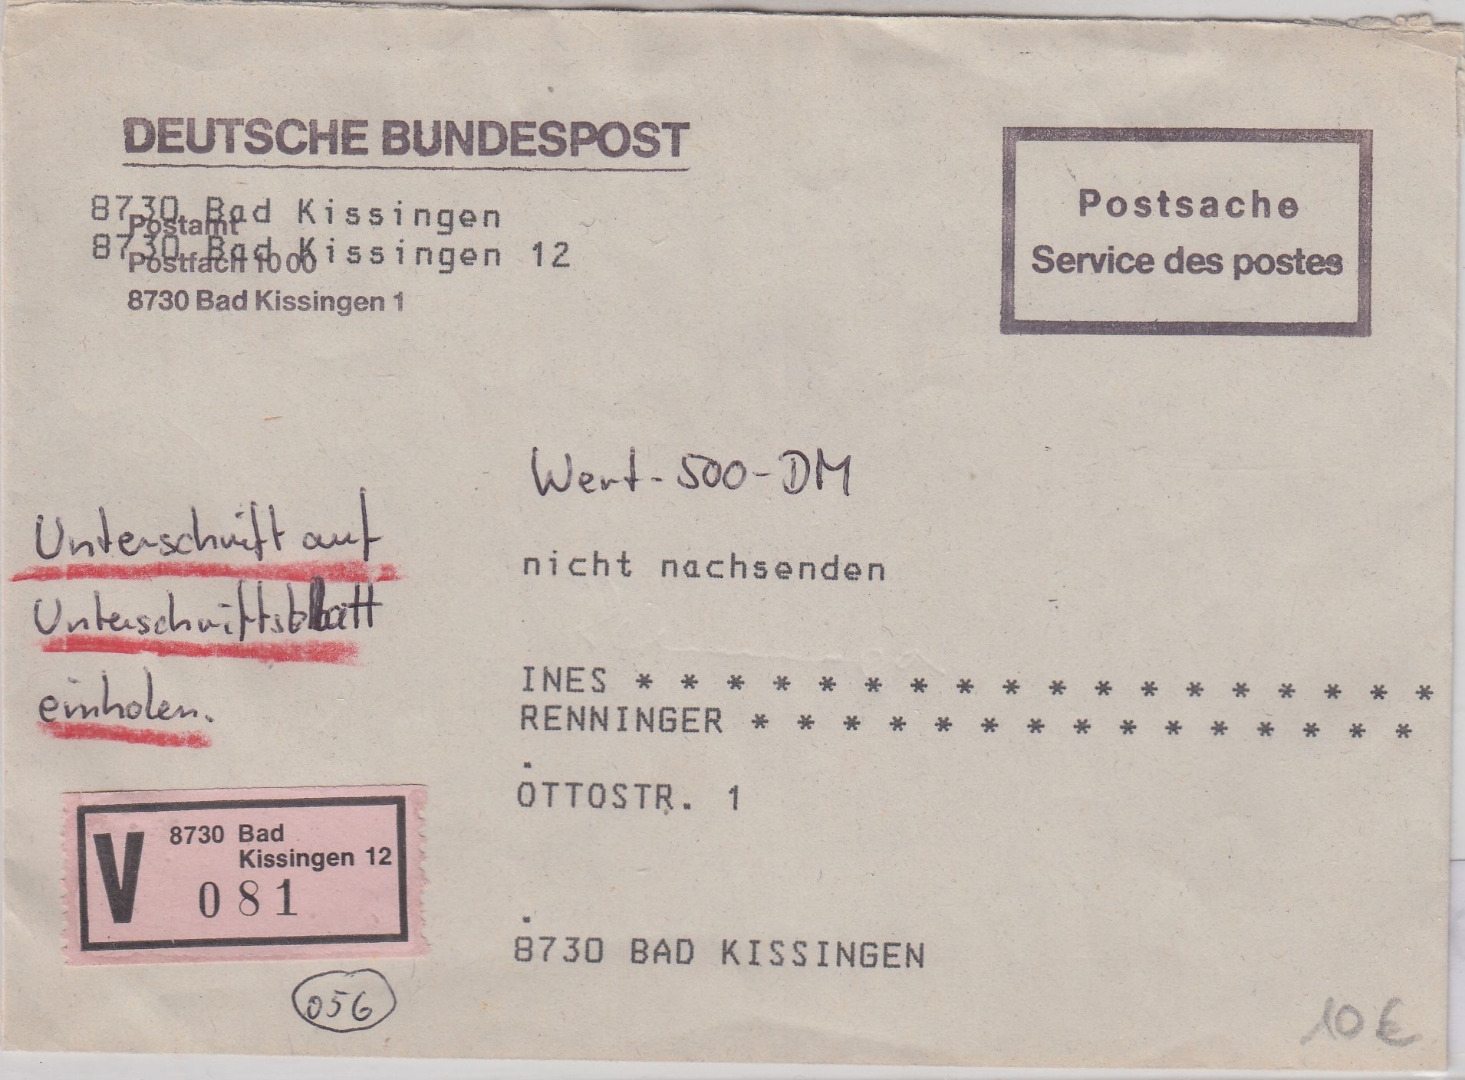 DEUTSCHE BUNDESPOST
8730 Bad Kissingen
Postamt
8730 Bad Kissingen 12
Postfach 10 00
8730 Bad Kissingen 1
Postsache
Service des postes
Wert-500-DM
Unterschrift auf
Unterschriftsblatt
einholen.
nicht nachsenden
INES * * * * * * * * * * * * * * * * * *
RENNINGER * * * * * * * * * * * * * * *
.
OTTOSTR. 1
.
8730 BAD KISSINGEN
V 8730 Bad
Kissingen 12
081
056
10 €